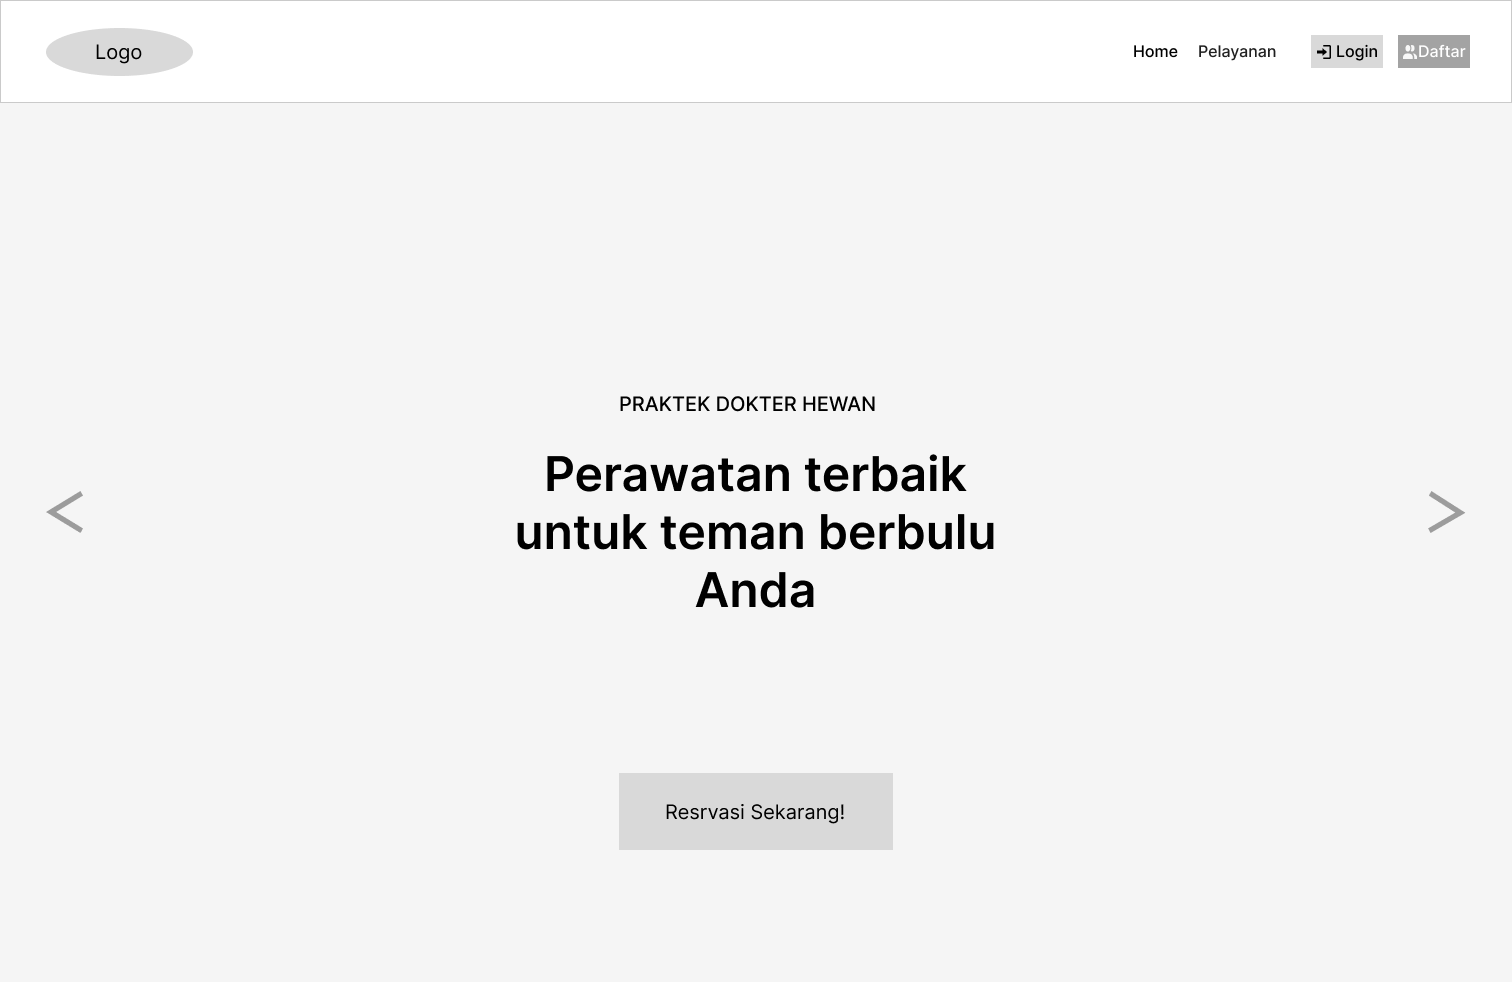 Logo
Home
Pelayanan
Login
Daftar
PRAKTEK DOKTER HEWAN
Perawatan terbaik
untuk teman berbulu
Anda
Resrvasi Sekarang!